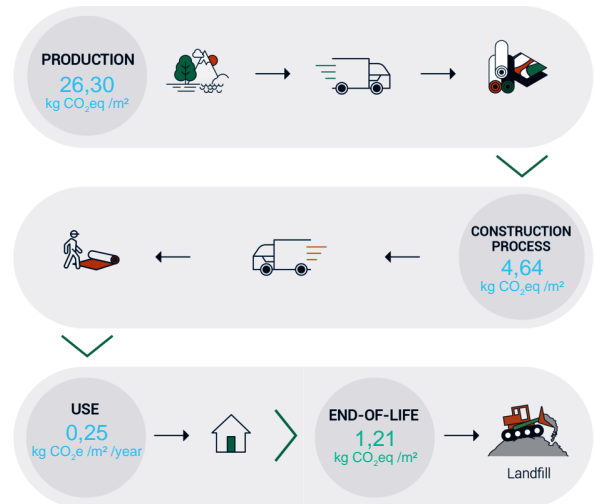 PRODUCTION
26,30
kg CO₂eq /m²
CONSTRUCTION
PROCESS
4,64
kg CO₂eq /m²
USE
0,25
kg CO₂e /m² /year
END-OF-LIFE
1,21
kg CO₂eq /m²
Landfill